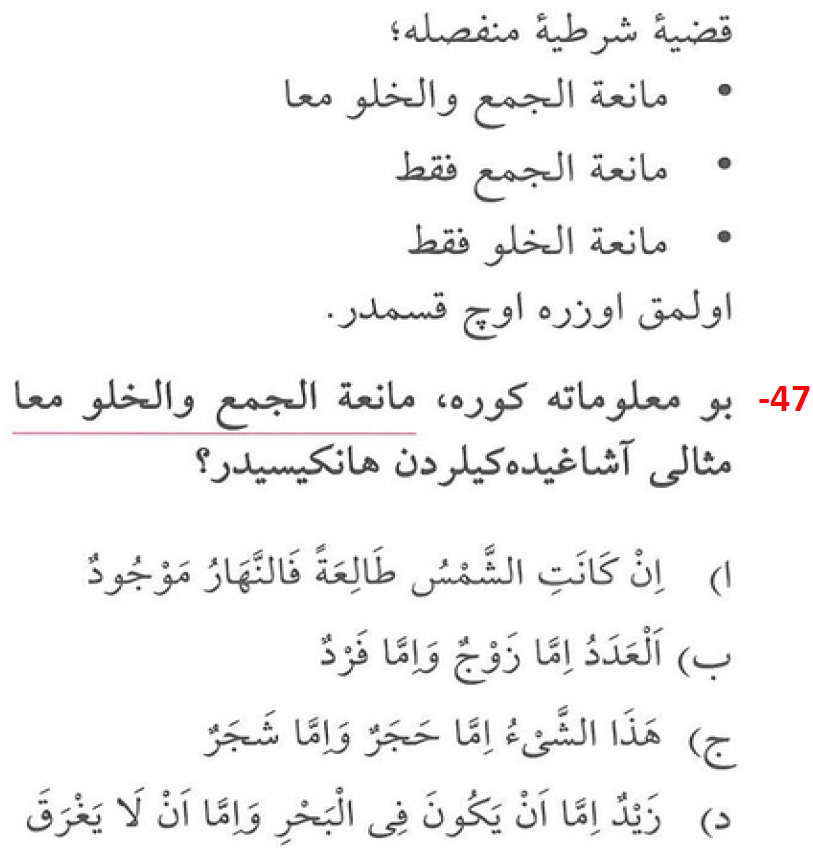 قضيۀ شرطيۀ منفصله؛
• مانعة الجمع والخلو معا
• مانعة الجمع فقط
• مانعة الخلو فقط
اولمق اوزره اوچ قسمدر.
47- بو معلوماته كوره، مانعة الجمع والخلو معا
مثالى آشاغيده‌كيلردن هانكيسيدر؟
ا) اِنْ كَانَتِ الشَّمْسُ طَالِعَةً فَالنَّهَارُ مَوْجُودٌ
ب) اَلْعَدَدُ اِمَّا زَوْجٌ وَاِمَّا فَرْدٌ
ج) هَذَا الشَّىْءُ اِمَّا حَجَرٌ وَاِمَّا شَجَرٌ
د) زَيْدٌ اِمَّا اَنْ يَكُونَ فِى الْبَحْرِ وَاِمَّا اَنْ لَا يَغْرَقَ